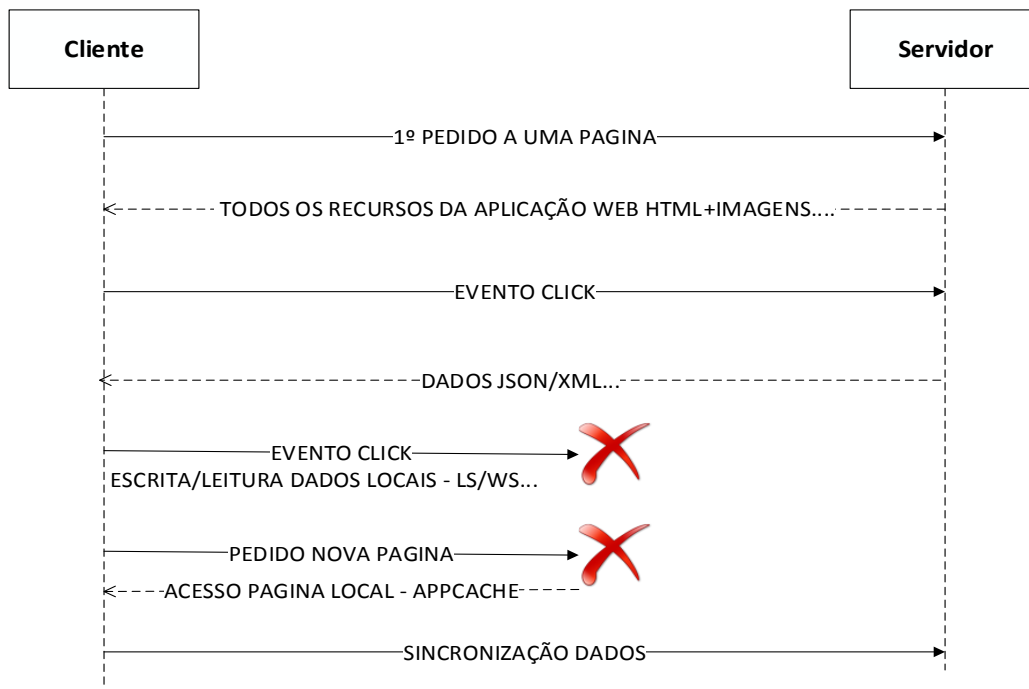 Cliente
Servidor
1º PEDIDO A UMA PAGINA
TODOS OS RECURSOS DA APLICAÇÃO WEB HTML+IMAGENS....
EVENTO CLICK
DADOS JSON/XML...
EVENTO CLICK
ESCRITA/LEITURA DADOS LOCAIS - LS/WS...
PEDIDO NOVA PAGINA
ACESSO PAGINA LOCAL - APPCACHE
SINCRONIZAÇÃO DADOS